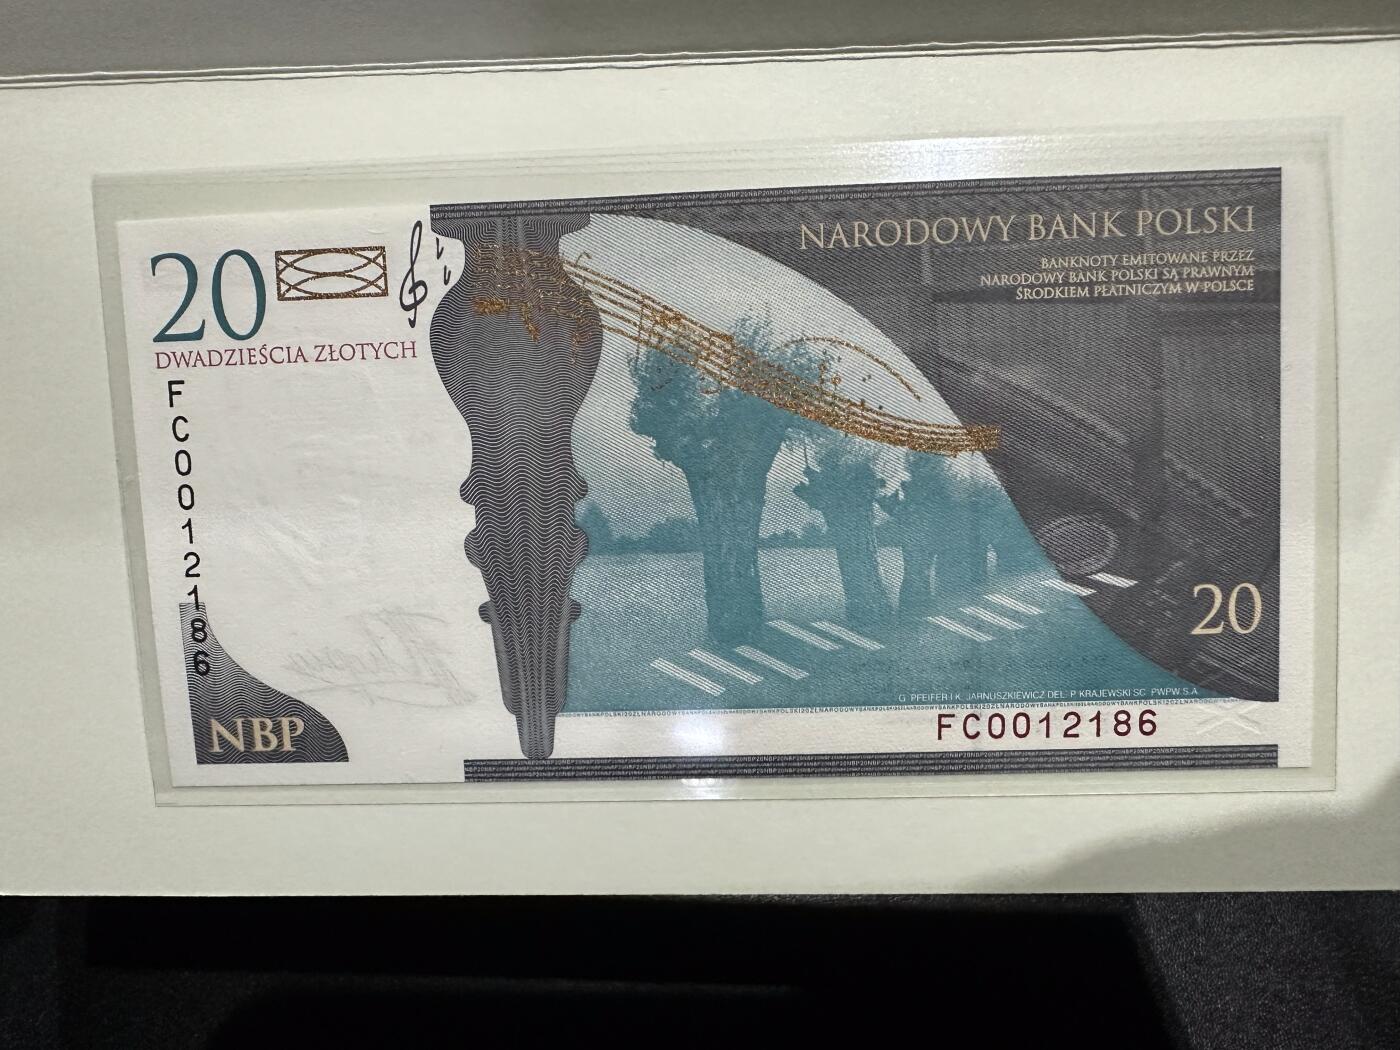 20
DWADZIEŚCIA ZŁOTYCH
FC0012186
NBP
NARODOWY BANK POLSKI
BANKNOTY EMITOWANE PRZEZ
NARODOWY BANK POLSKI SĄ PRAWNYM
ŚRODKIEM PŁATNICZYM W POLSCE
20
G. PFEIFER I K. JARNUSZKIEWICZ DEL. P. KRAJEWSKI SC. PWPW S.A.
FC0012186